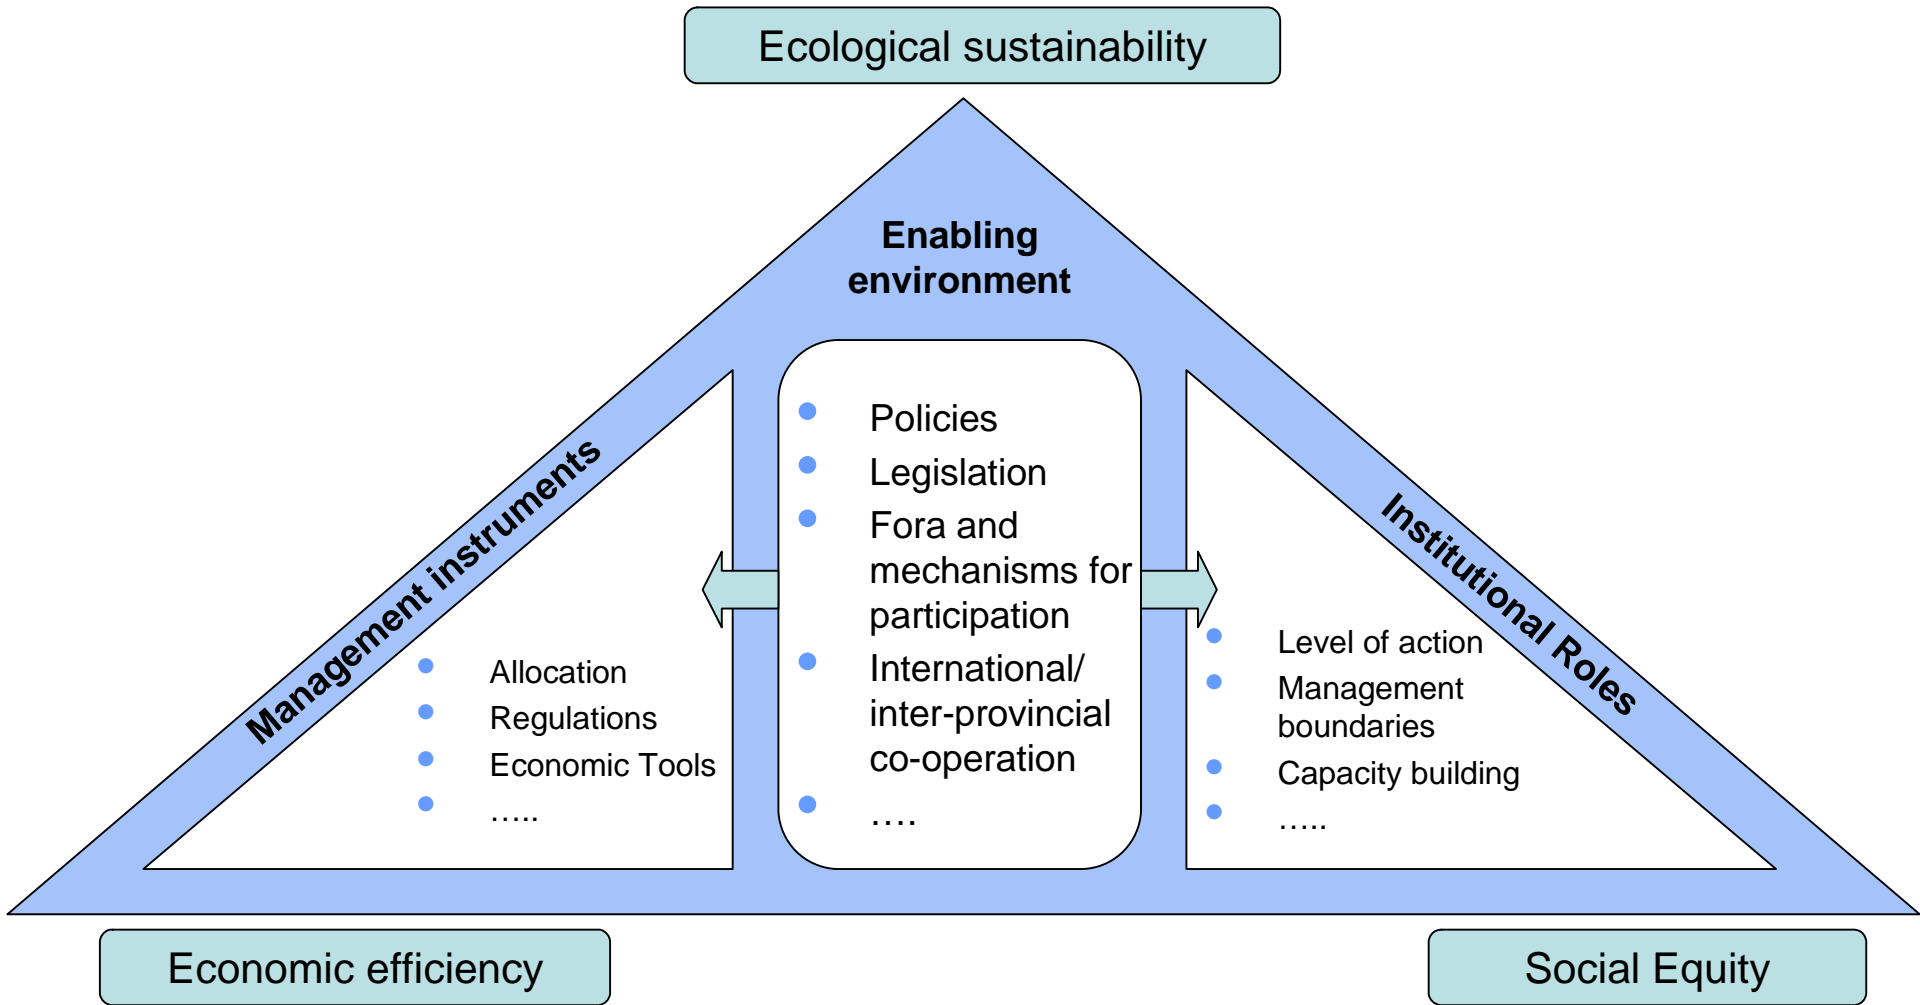 Ecological sustainability
Enabling
environment
Management instruments
Allocation
Regulations
Economic Tools
.....
Policies
Legislation
Fora and
mechanisms for
participation
International/
inter-provincial
co-operation
....
Institutional Roles
Level of action
Management
boundaries
Capacity building
.....
Economic efficiency
Social Equity